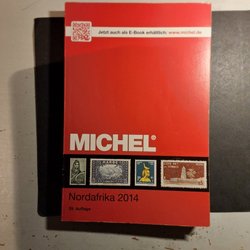 Jetzt auch als E-Book erhältlich: www.michel.de
MICHEL®
Nordafrika 2014